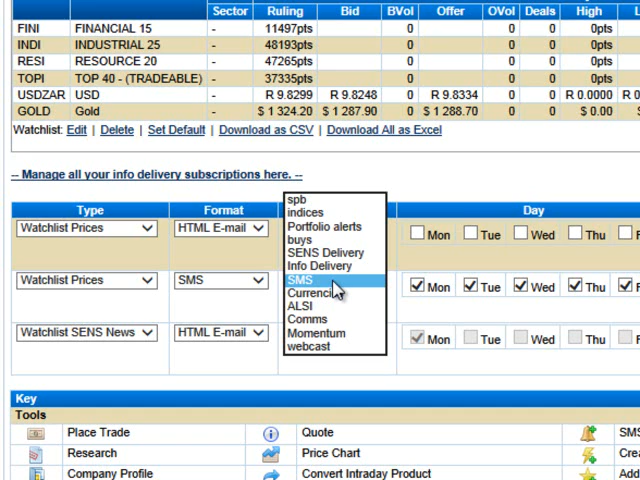 Sector Ruling Bid BVol Offer OVol Deals High
FINI FINANCIAL 15 - 11497pts 0 0 0 0pts
INDI INDUSTRIAL 25 - 48193pts 0 0 0 0pts
RESI RESOURCE 20 - 47265pts 0 0 0 0pts
TOPI TOP 40 - (TRADEABLE) - 37335pts 0 0 0 0pts
USDZAR USD - R 9.8299 R 9.8248 0 R 9.8334 0 0 R 0.0000 R 0
GOLD Gold - $ 1 324.20 $ 1 287.90 0 $ 1 288.70 0 0 $ 0.00 $
Watchlist: Edit | Delete | Set Default | Download as CSV | Download All as Excel
-- Manage all your info delivery subscriptions here. --
Type Format Day
Watchlist Prices HTML E-mail Mon Tue Wed Thu F
Watchlist Prices SMS Mon Tue Wed Thu F
Watchlist SENS News HTML E-mail Mon Tue Wed Thu F
spb
indices
Portfolio alerts
buys
SENS Delivery
Info Delivery
SMS
Currenci
ALSI
Comms
Momentum
webcast
Key
Tools
Place Trade Quote SMS
Research Price Chart Crea
Company Profile Convert Intraday Product Add